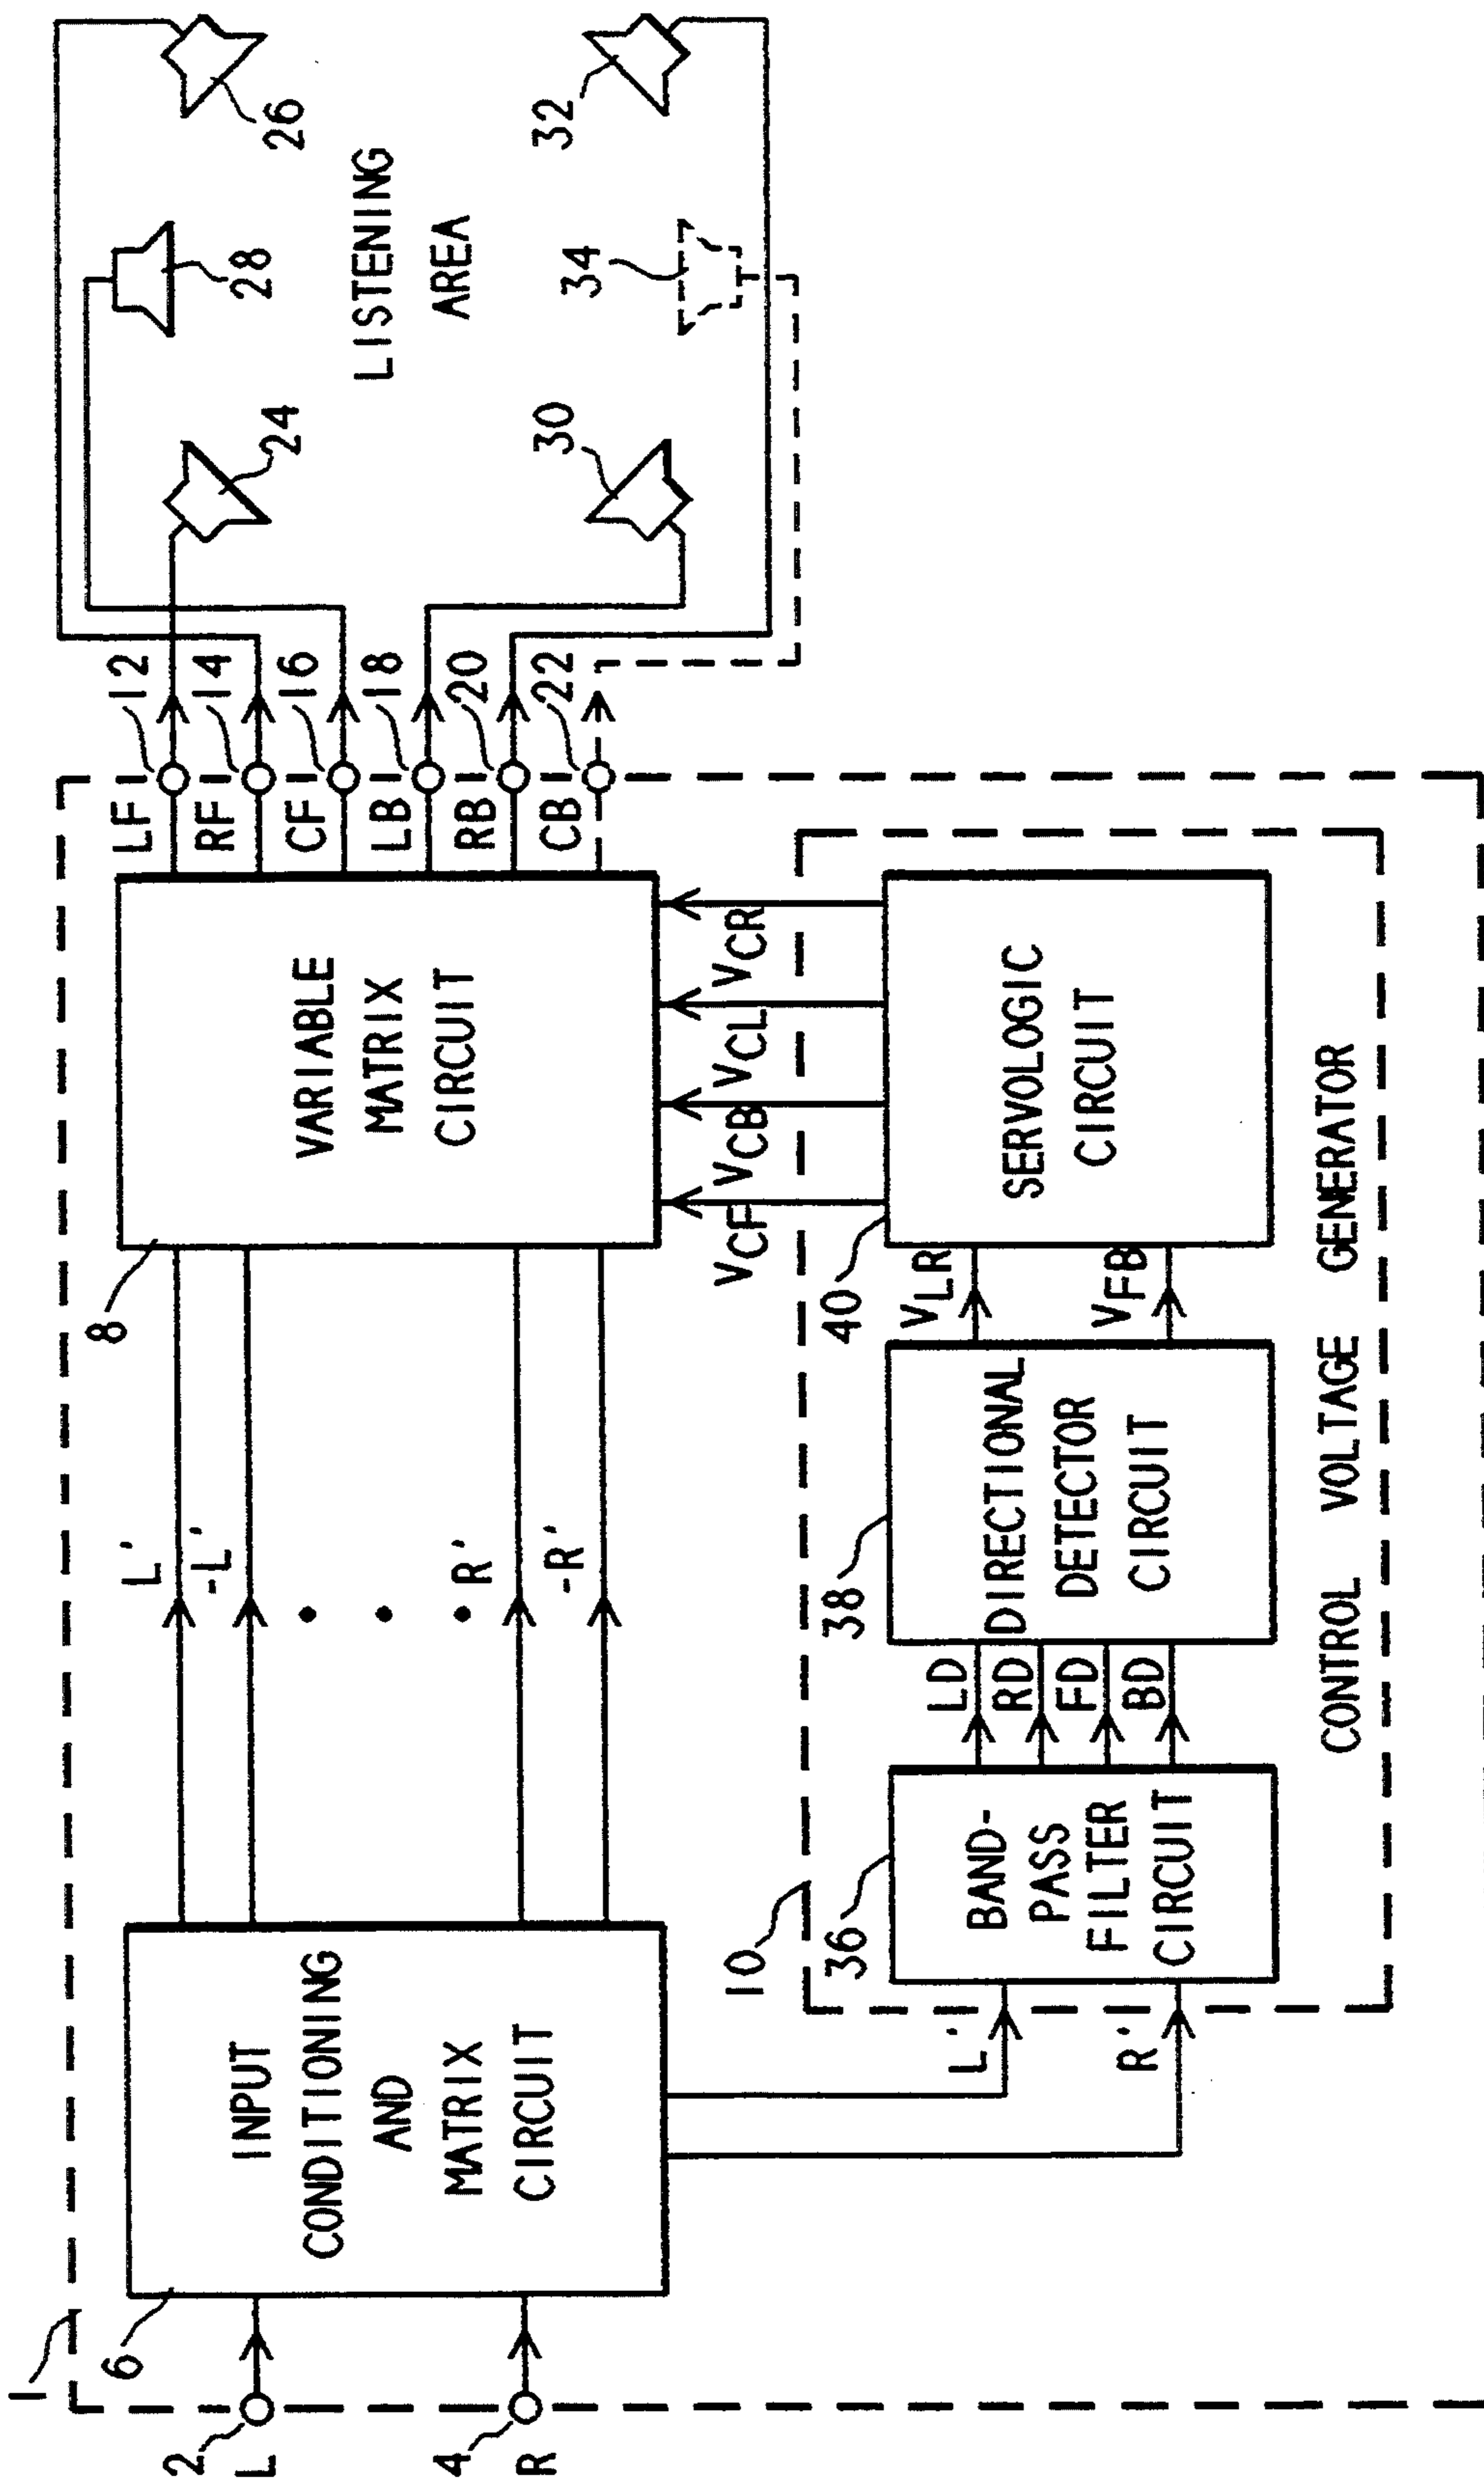 1
2
L
4
R
6
INPUT
CONDITIONING
AND
MATRIX
CIRCUIT
L'
-L'
R'
-R'
8
VARIABLE
MATRIX
CIRCUIT
LF
RF
CF
LB
RB
CB
12
14
16
18
20
22
24
28
26
LISTENING
AREA
30
34
32
VCF
VCB
VCL
VCR
10
L'
R'
36
BAND-
PASS
FILTER
CIRCUIT
LD
RD
FD
BD
38
DIRECTIONAL
DETECTOR
CIRCUIT
VLR
VFB
40
SERVOLOGIC
CIRCUIT
CONTROL VOLTAGE GENERATOR